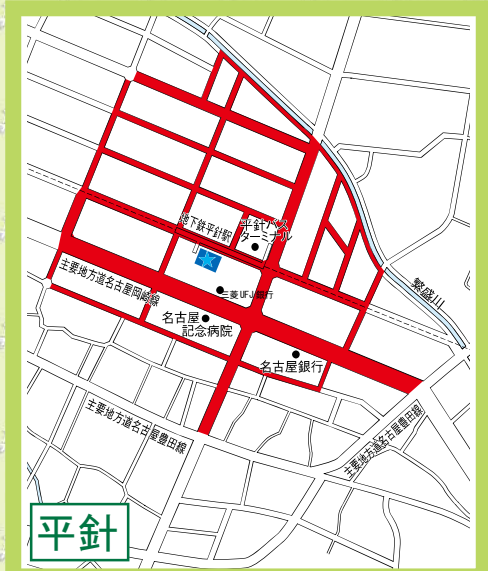 地下鉄平針駅
平針バス
ターミナル
三菱UFJ銀行
主要地方道名古屋岡崎線
名古屋
記念病院
名古屋銀行
繁盛川
主要地方道名古屋豊田線
主要地方道名古屋豊田線
平針